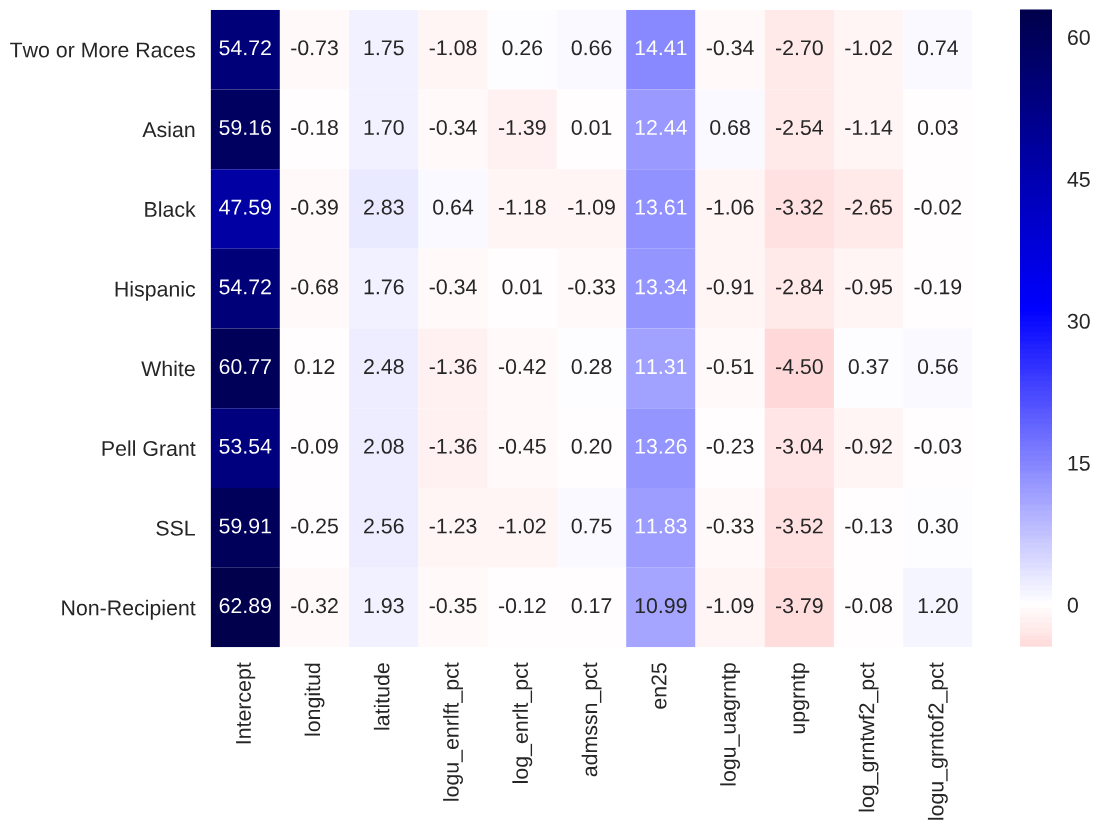 Two or More Races 54.72 -0.73 1.75 -1.08 0.26 0.66 14.41 -0.34 -2.70 -1.02 0.74
Asian 59.16 -0.18 1.70 -0.34 -1.39 0.01 12.44 0.68 -2.54 -1.14 0.03
Black 47.59 -0.39 2.83 0.64 -1.18 -1.09 13.61 -1.06 -3.32 -2.65 -0.02
Hispanic 54.72 -0.68 1.76 -0.34 0.01 -0.33 13.34 -0.91 -2.84 -0.95 -0.19
White 60.77 0.12 2.48 -1.36 -0.42 0.28 11.31 -0.51 -4.50 0.37 0.56
Pell Grant 53.54 -0.09 2.08 -1.36 -0.45 0.20 13.26 -0.23 -3.04 -0.92 -0.03
SSL 59.91 -0.25 2.56 -1.23 -1.02 0.75 11.83 -0.33 -3.52 -0.13 0.30
Non-Recipient 62.89 -0.32 1.93 -0.35 -0.12 0.17 10.99 -1.09 -3.79 -0.08 1.20
Intercept
longitud
latitude
logu_enrlft_pct
log_enrlt_pct
admssn_pct
en25
logu_uagrntp
upgrntp
log_grntwf2_pct
logu_grntof2_pct
60
45
30
15
0